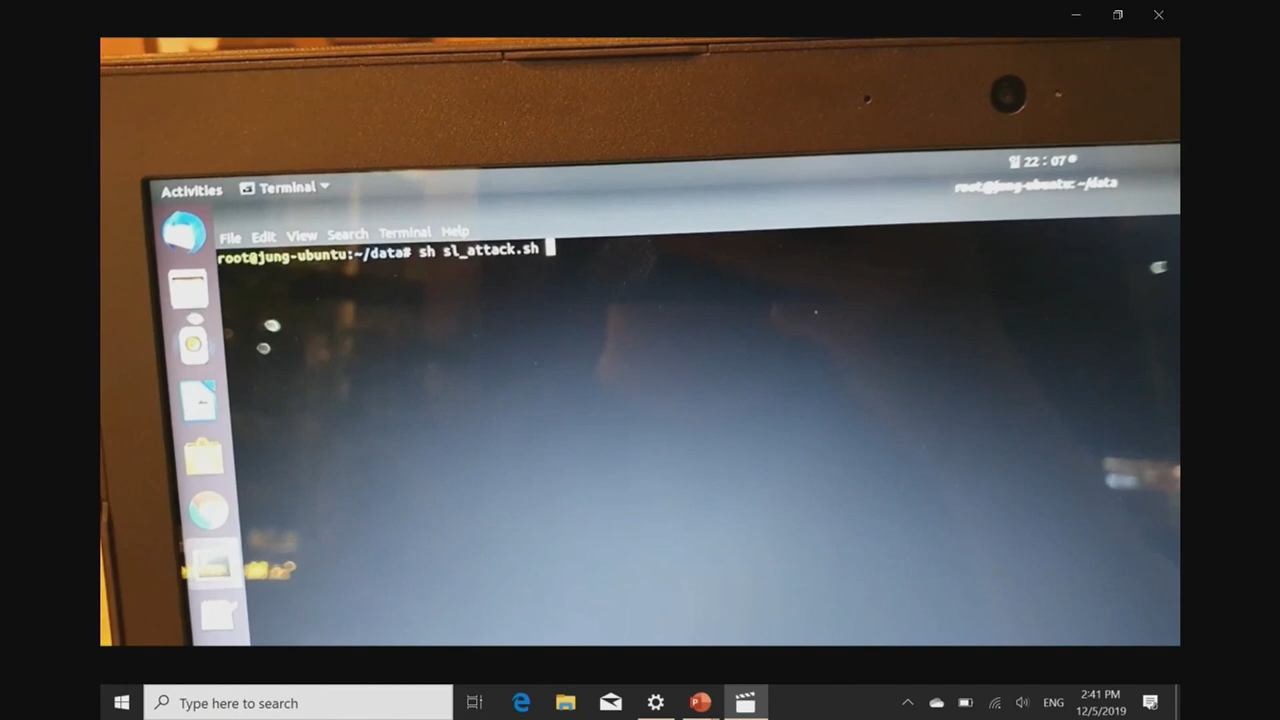 Activities Terminal
일 22 : 07
root@jung-ubuntu: ~/data
File Edit View Search Terminal Help
root@jung-ubuntu:~/data# sh sl_attack.sh
Type here to search
ENG
2:41 PM
12/5/2019